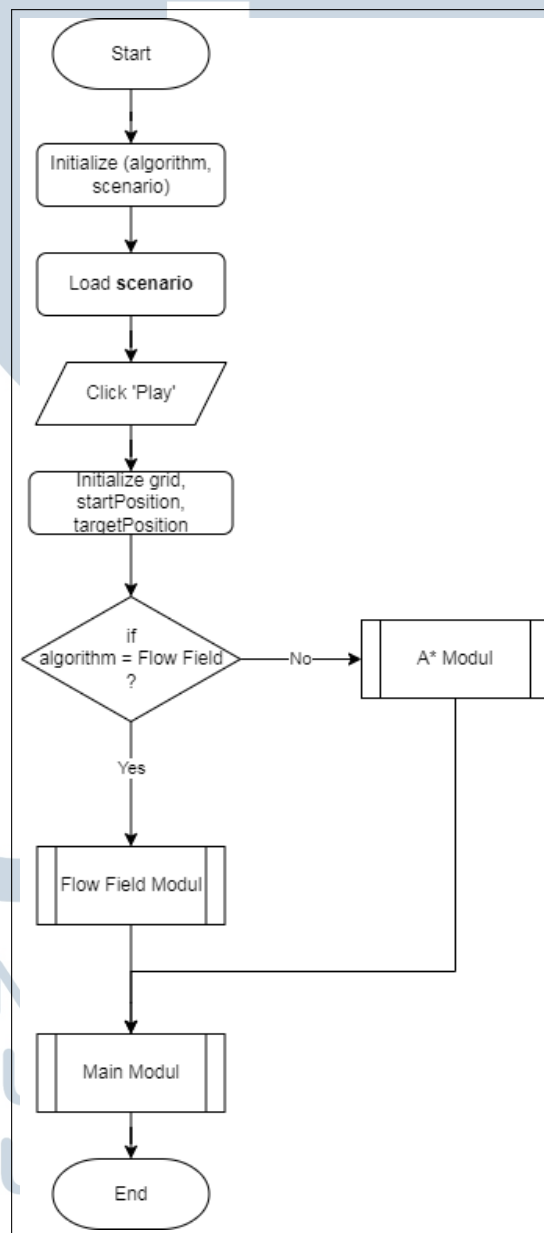 Start
Initialize (algorithm,
scenario)
Load scenario
Click 'Play'
Initialize grid,
startPosition,
targetPosition
if
algorithm = Flow Field
?
No
A* Modul
Yes
Flow Field Modul
Main Modul
End